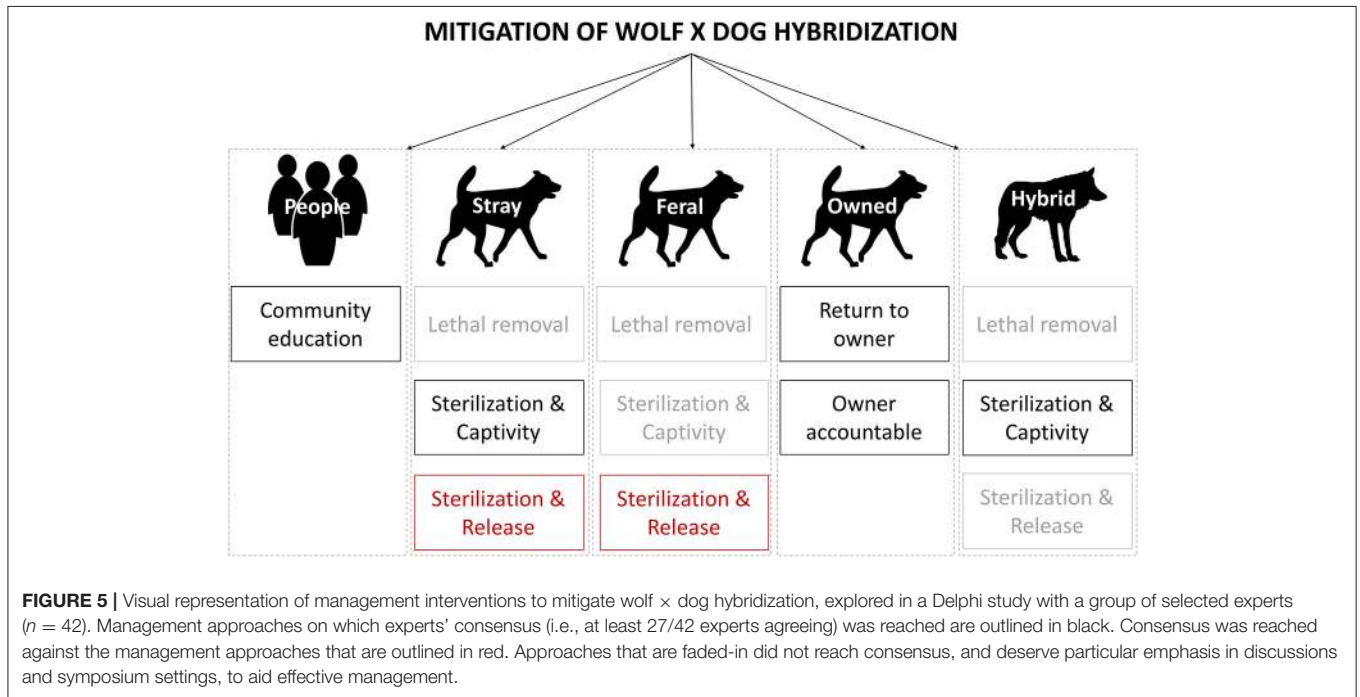 MITIGATION OF WOLF X DOG HYBRIDIZATION
People
Stray
Feral
Owned
Hybrid
Community
education
Lethal removal
Lethal removal
Return to
owner
Lethal removal
Sterilization &
Captivity
Sterilization &
Captivity
Owner
accountable
Sterilization &
Captivity
Sterilization &
Release
Sterilization &
Release
Sterilization &
Release
FIGURE 5 | Visual representation of management interventions to mitigate wolf × dog hybridization, explored in a Delphi study with a group of selected experts
(n = 42). Management approaches on which experts' consensus (i.e., at least 27/42 experts agreeing) was reached are outlined in black. Consensus was reached
against the management approaches that are outlined in red. Approaches that are faded-in did not reach consensus, and deserve particular emphasis in discussions
and symposium settings, to aid effective management.